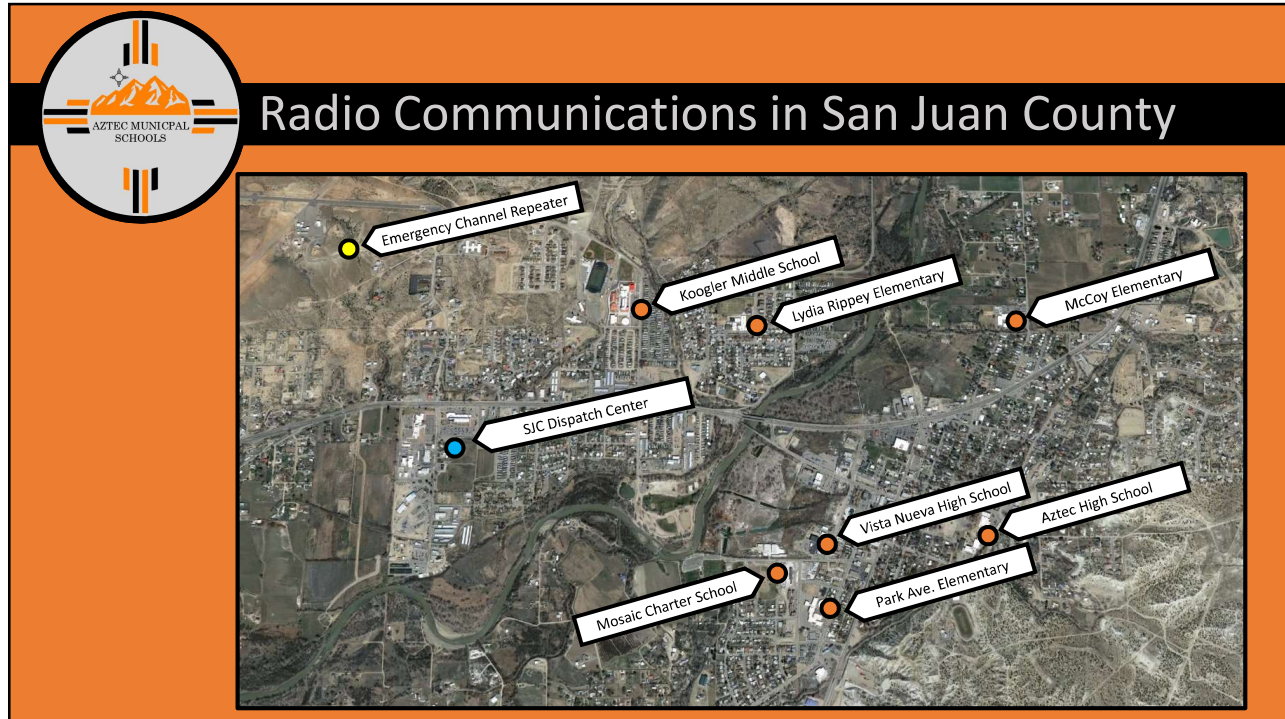 Radio Communications in San Juan County
AZTEC MUNICPAL
SCHOOLS
Emergency Channel Repeater
Koogler Middle School
Lydia Rippey Elementary
McCoy Elementary
SJC Dispatch Center
Vista Nueva High School
Aztec High School
Mosaic Charter School
Park Ave. Elementary